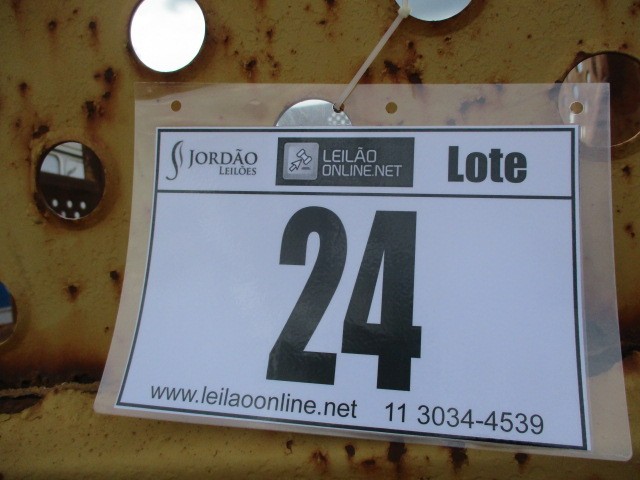 JORDÃO
LEILÕES
LEILÃO
ONLINE.NET
Lote
24
www.leilaoonline.net 11 3034-4539